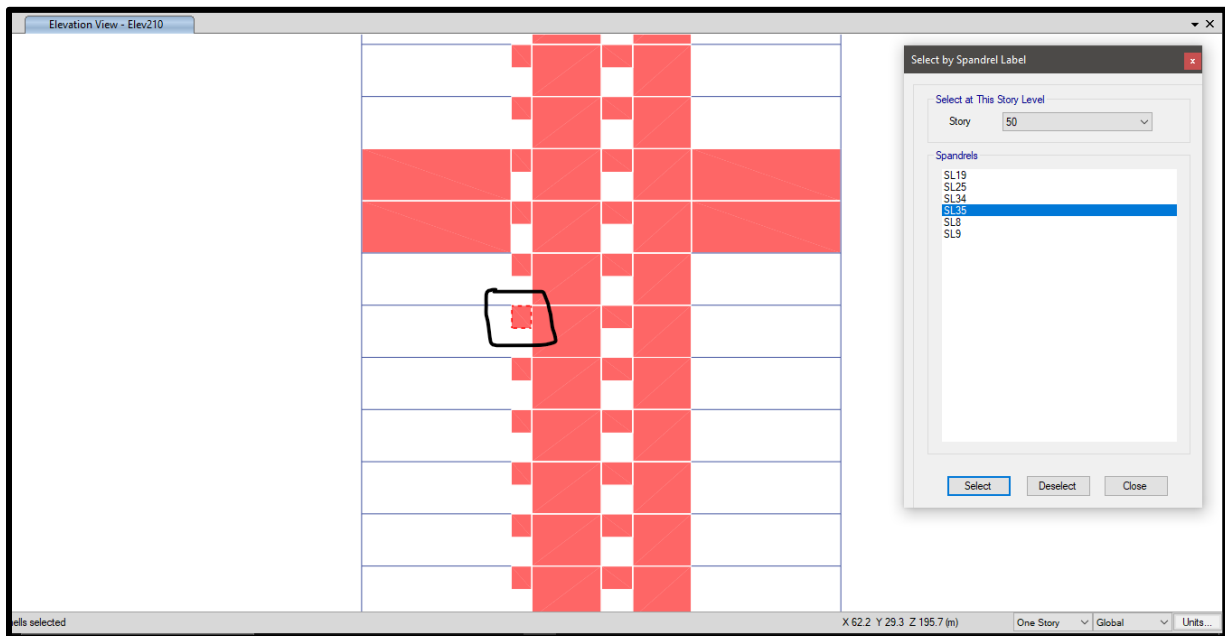 Elevation View - Elev210
Select by Spandrel Label
x
Select at This Story Level
Story 50
Spandrels
SL19
SL25
SL34
SL35
SL8
SL9
Select Deselect Close
ells selected X 62.2 Y 29.3 Z 195.7 (m) One Story Global Units...